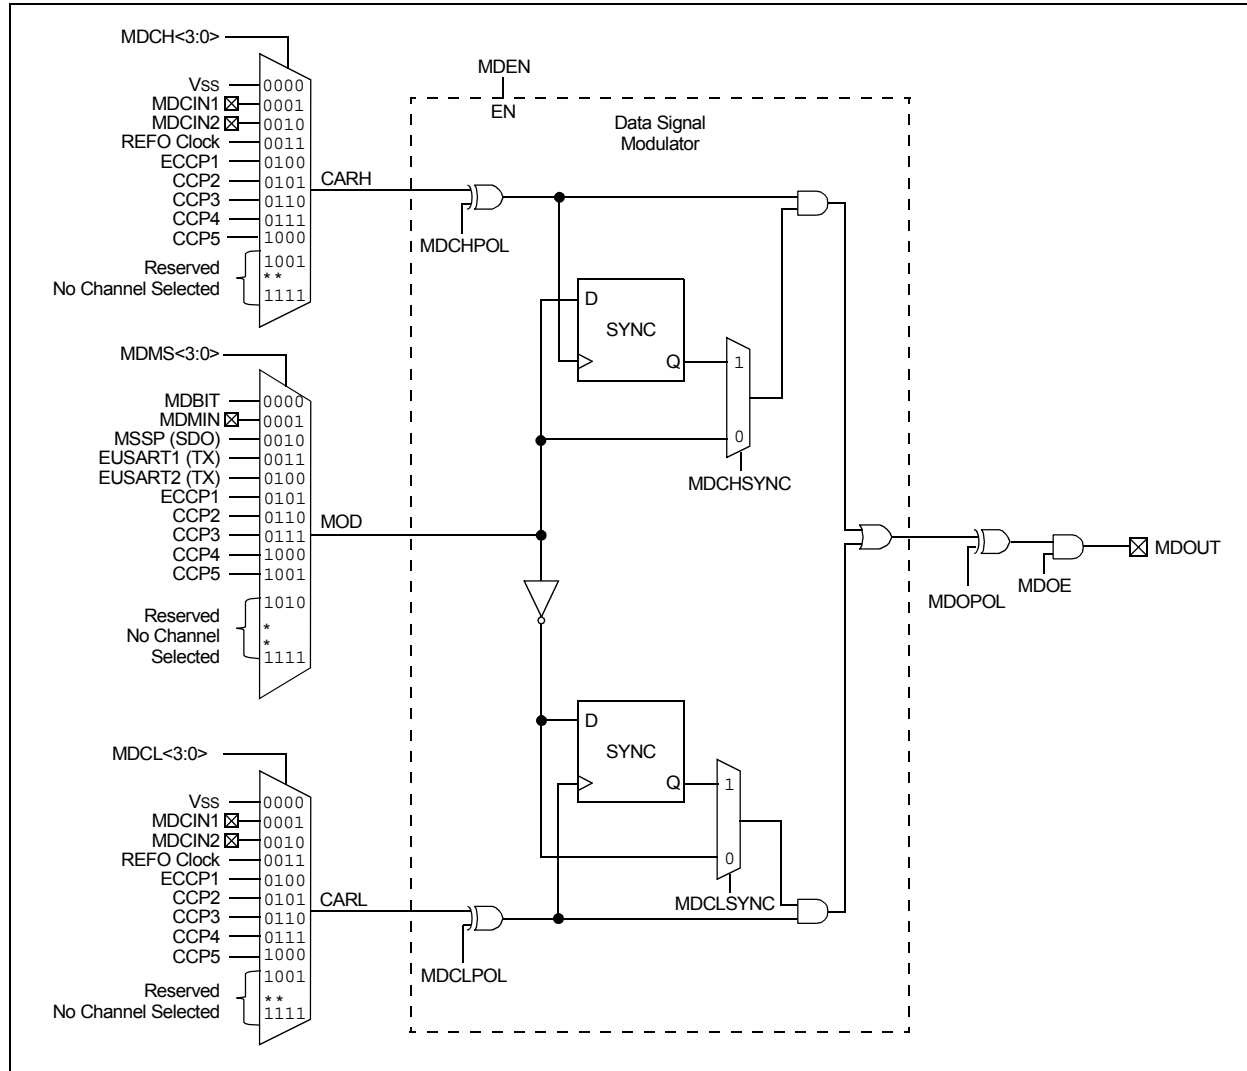 MDCH<3:0>
VSS 0000
MDCIN1 0001
MDCIN2 0010
REFO Clock 0011
ECCP1 0100
CCP2 0101
CCP3 0110
CCP4 0111
CCP5 1000
1001
Reserved
No Channel Selected
* *
1111
CARH
MDCHPOL
MDEN
EN
Data Signal
Modulator
D
SYNC
Q
1
0
MDCHSYNC
MDMS<3:0>
MDBIT 0000
MDMIN 0001
MSSP (SDO) 0010
EUSART1 (TX) 0011
EUSART2 (TX) 0100
ECCP1 0101
CCP2 0110
CCP3 0111
CCP4 1000
CCP5 1001
1010
Reserved
No Channel
Selected
*
*
1111
MOD
MDOPOL
MDOE
MDOUT
D
SYNC
Q
1
0
MDCLSYNC
MDCL<3:0>
VSS 0000
MDCIN1 0001
MDCIN2 0010
REFO Clock 0011
ECCP1 0100
CCP2 0101
CCP3 0110
CCP4 0111
CCP5 1000
1001
Reserved
No Channel Selected
* *
1111
CARL
MDCLPOL